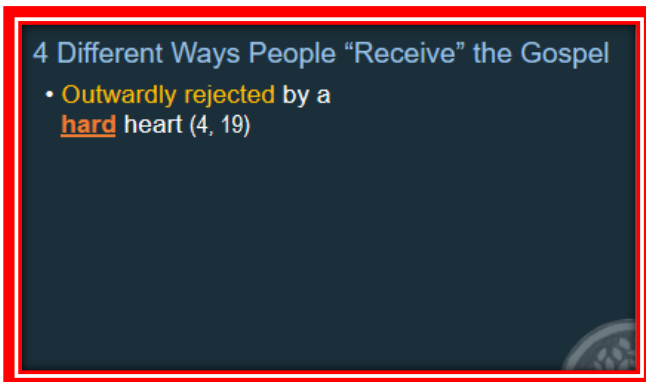 4 Different Ways People “Receive” the Gospel
• Outwardly rejected by a
hard heart (4, 19)